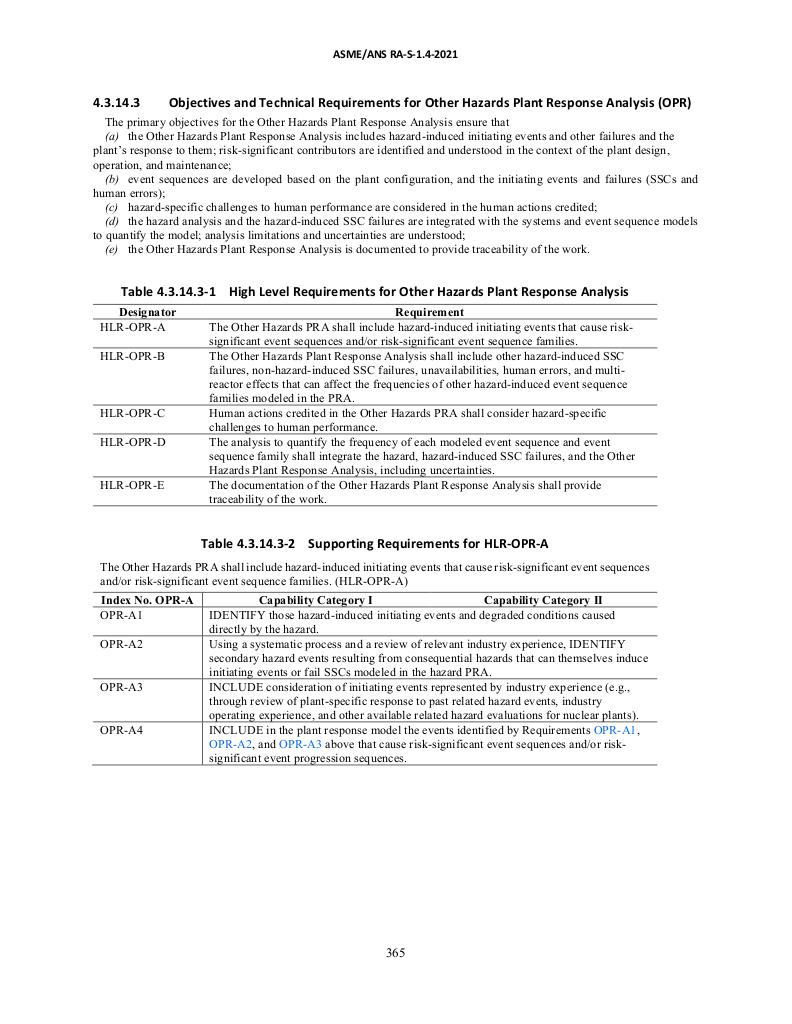 ASME/ANS RA-S-1.4-2021
4.3.14.3 Objectives and Technical Requirements for Other Hazards Plant Response Analysis (OPR)
The primary objectives for the Other Hazards Plant Response Analysis ensure that
(a) the Other Hazards Plant Response Analysis includes hazard-induced initiating events and other failures and the
plant's response to them; risk-significant contributors are identified and understood in the context of the plant design,
operation, and maintenance;
(b) event sequences are developed based on the plant configuration, and the initiating events and failures (SSCs and
human errors);
(c) hazard-specific challenges to human performance are considered in the human actions credited;
(d) the hazard analysis and the hazard-induced SSC failures are integrated with the systems and event sequence models
to quantify the model; analysis limitations and uncertainties are understood;
(e) the Other Hazards Plant Response Analysis is documented to provide traceability of the work.
Table 4.3.14.3-1 High Level Requirements for Other Hazards Plant Response Analysis
Designator Requirement
HLR-OPR-A The Other Hazards PRA shall include hazard-induced initiating events that cause risk-
significant event sequences and/or risk-significant event sequence families.
HLR-OPR-B The Other Hazards Plant Response Analysis shall include other hazard-induced SSC
failures, non-hazard-induced SSC failures, unavailabilities, human errors, and multi-
reactor effects that can affect the frequencies of other hazard-induced event sequence
families modeled in the PRA.
HLR-OPR-C Human actions credited in the Other Hazards PRA shall consider hazard-specific
challenges to human performance.
HLR-OPR-D The analysis to quantify the frequency of each modeled event sequence and event
sequence family shall integrate the hazard, hazard-induced SSC failures, and the Other
Hazards Plant Response Analysis, including uncertainties.
HLR-OPR-E The documentation of the Other Hazards Plant Response Analysis shall provide
traceability of the work.
Table 4.3.14.3-2 Supporting Requirements for HLR-OPR-A
The Other Hazards PRA shall include hazard-induced initiating events that cause risk-significant event sequences
and/or risk-significant event sequence families. (HLR-OPR-A)
Index No. OPR-A Capability Category I Capability Category II
OPR-A1 IDENTIFY those hazard-induced initiating events and degraded conditions caused
directly by the hazard.
OPR-A2 Using a systematic process and a review of relevant industry experience, IDENTIFY
secondary hazard events resulting from consequential hazards that can themselves induce
initiating events or fail SSCs modeled in the hazard PRA.
OPR-A3 INCLUDE consideration of initiating events represented by industry experience (e.g.,
through review of plant-specific response to past related hazard events, industry
operating experience, and other available related hazard evaluations for nuclear plants).
OPR-A4 INCLUDE in the plant response model the events identified by Requirements OPR-A1,
OPR-A2, and OPR-A3 above that cause risk-significant event sequences and/or risk-
significant event progression sequences.
365